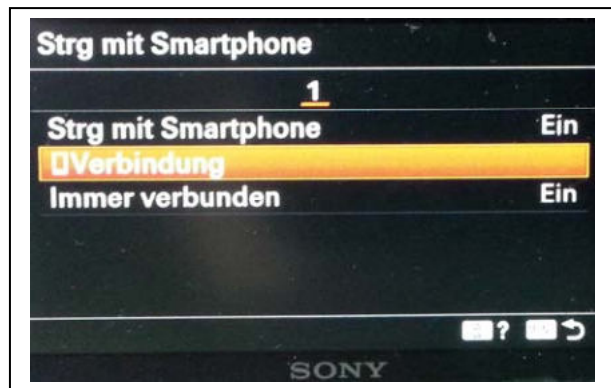 Strg mit Smartphone
1
Strg mit Smartphone Ein
Verbindung
Immer verbunden Ein
?
SONY